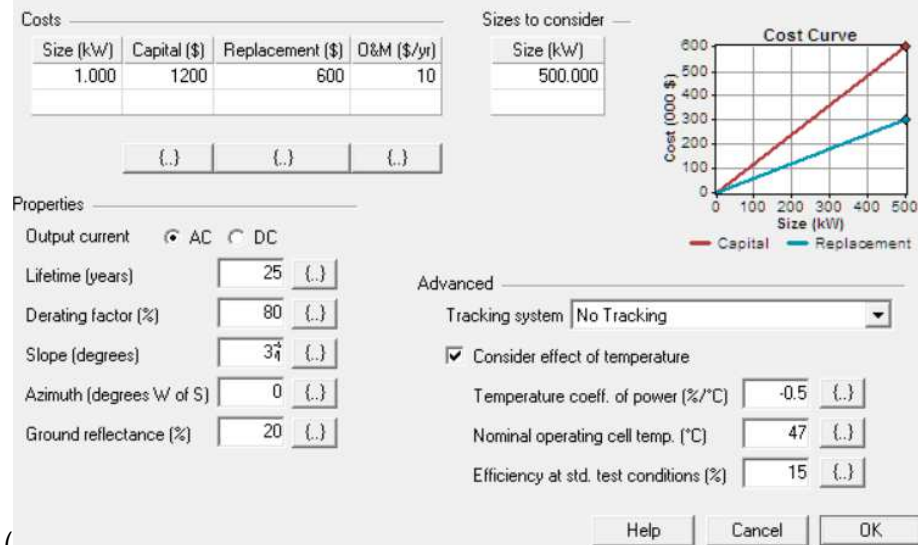 Costs
Size (kW) Capital ($) Replacement ($) O&M ($/yr)
1.000 1200 600 10
{..} {..} {..}
Sizes to consider
Size (kW)
500.000
Cost Curve
Cost (000 $)
600
500
400
300
200
100
0
0 100 200 300 400 500
Size (kW)
Capital Replacement
Properties
Output current AC DC
Lifetime (years) 25 {..}
Derating factor (%) 80 {..}
Slope (degrees) {..}
Azimuth (degrees W of S) 0 {..}
Ground reflectance (%) 20 {..}
Advanced
Tracking system No Tracking
Consider effect of temperature
Temperature coeff. of power (%/°C) -0.5 {..}
Nominal operating cell temp. (°C) 47 {..}
Efficiency at std. test conditions (%) 15 {..}
Help Cancel OK
(